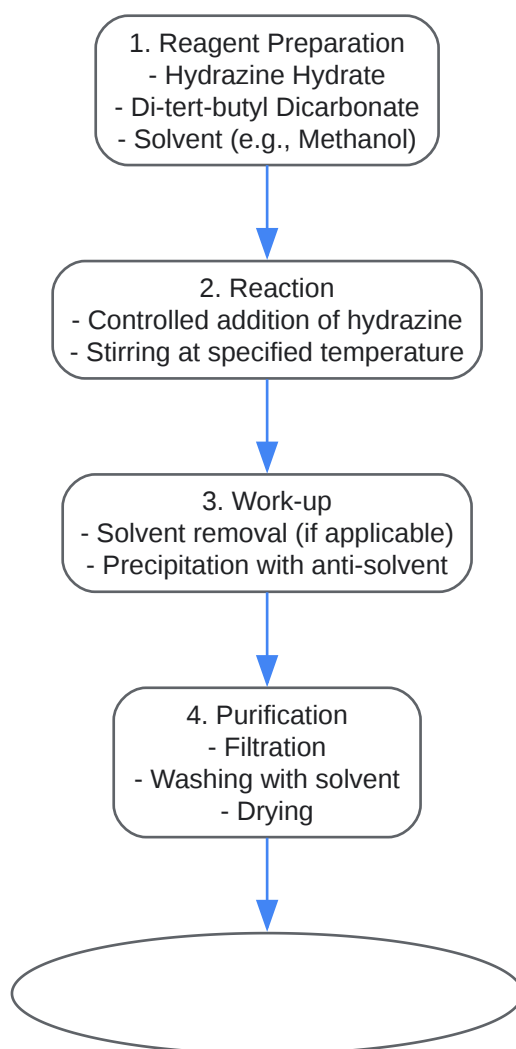 1. Reagent Preparation
- Hydrazine Hydrate
- Di-tert-butyl Dicarbonate
- Solvent (e.g., Methanol)
2. Reaction
- Controlled addition of hydrazine
- Stirring at specified temperature
3. Work-up
- Solvent removal (if applicable)
- Precipitation with anti-solvent
4. Purification
- Filtration
- Washing with solvent
- Drying